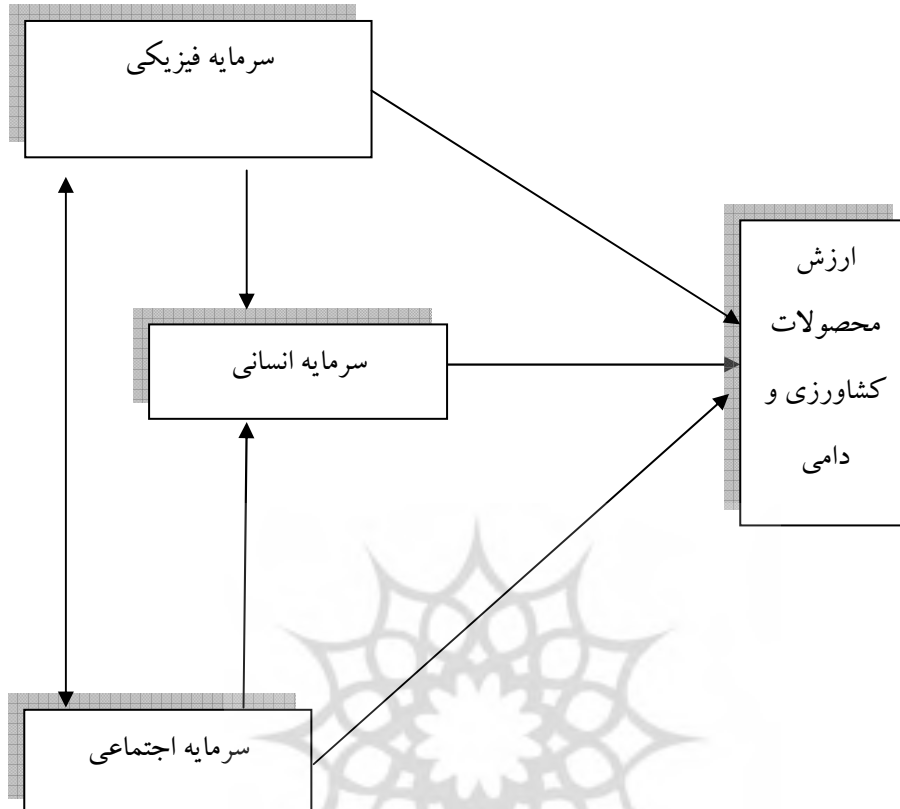 سرمایه فیزیکی
سرمایه انسانی
ارزش
محصولات
کشاورزی و
دامی
سرمایه اجتماعی